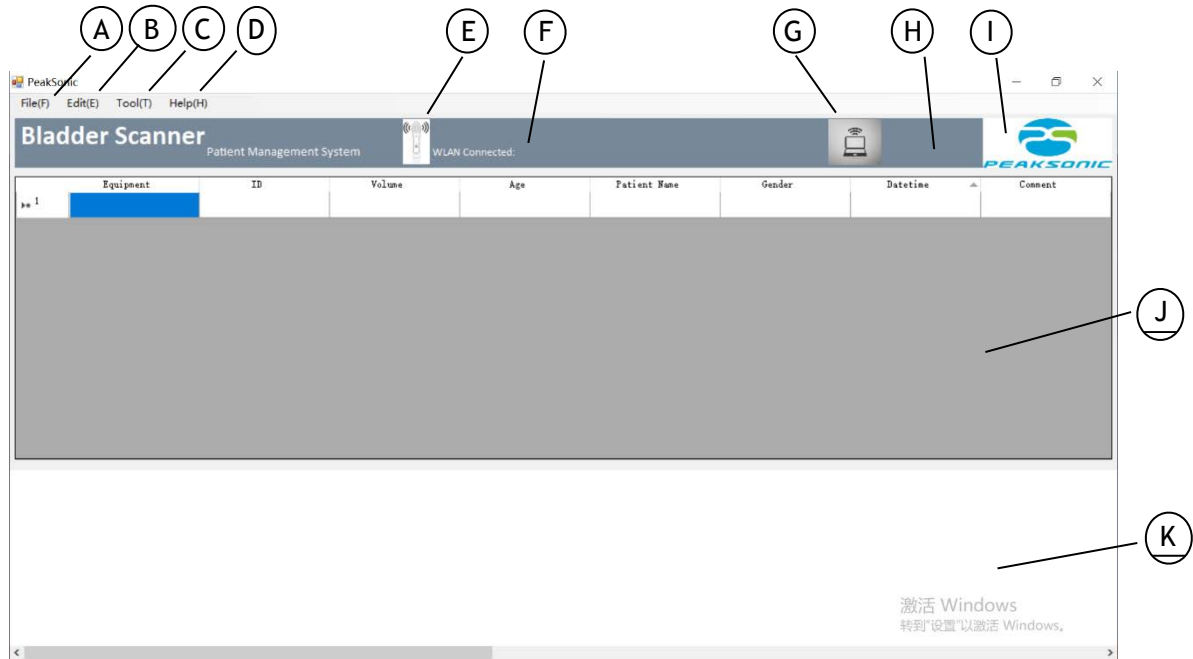 A B C D E F G H I
PeakSonic
File(F) Edit(E) Tool(T) Help(H)
Bladder Scanner
Patient Management System
WLAN Connected:
PEAKSONIC
Equipment ID Volume Age Patient Name Gender Datetime Comment
1
J
K
激活 Windows
转到"设置"以激活 Windows。